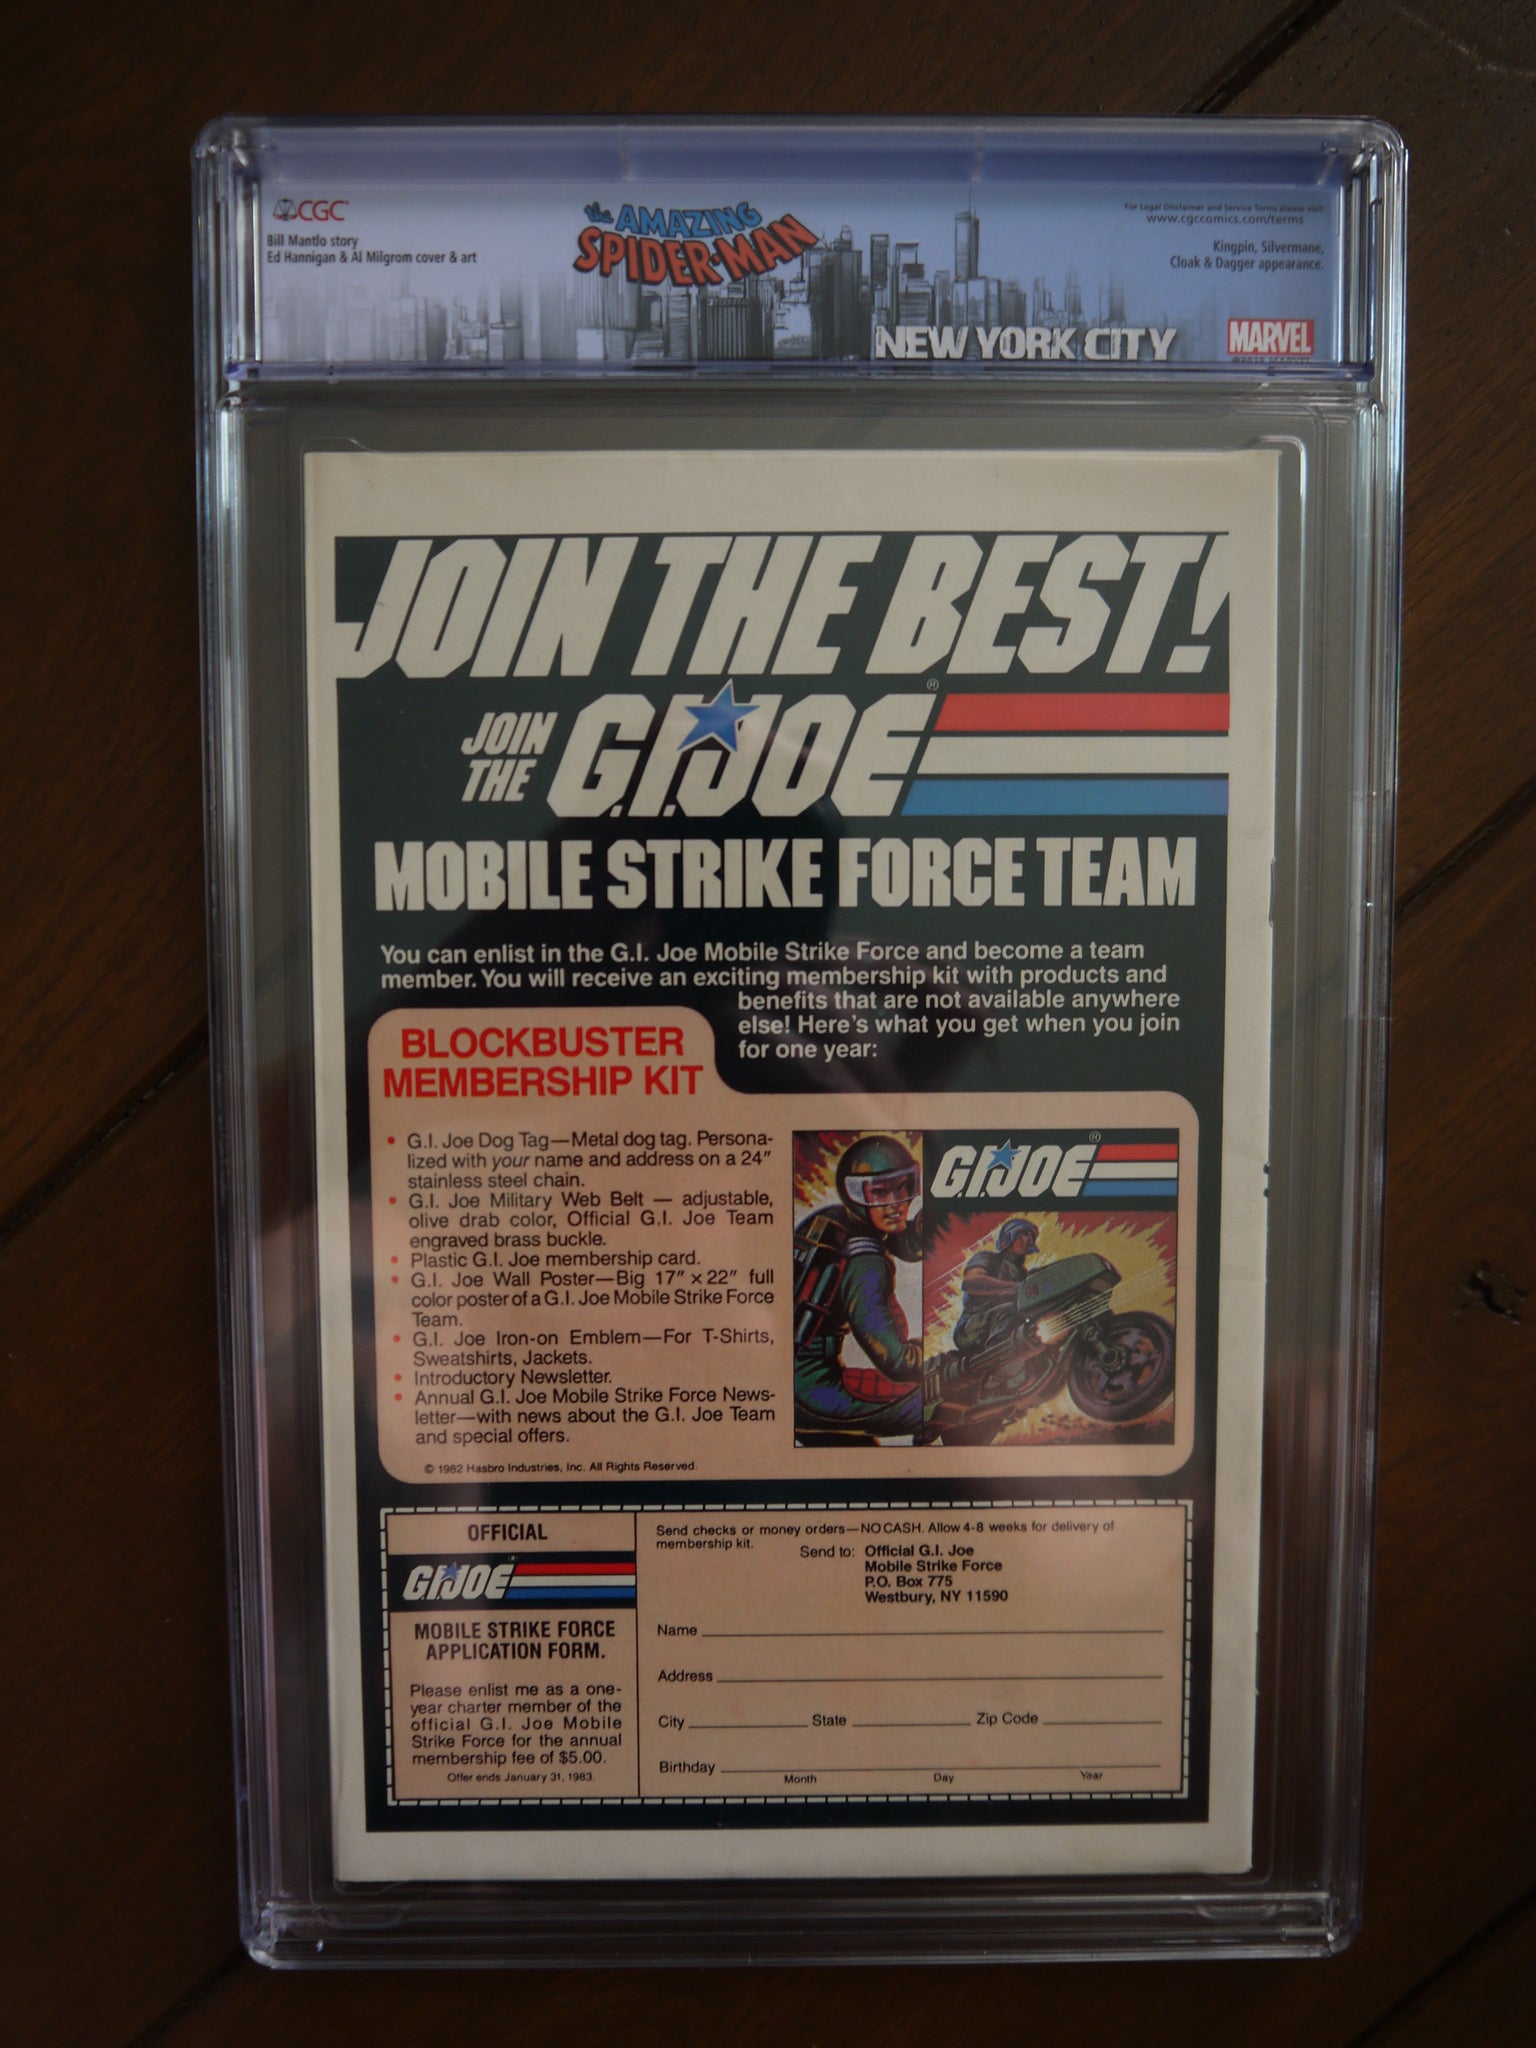 CGC
Bill Mantlo story
Ed Hannigan & Al Milgrom cover & art
the AMAZING
SPIDER-MAN
For Legal Disclaimer and Service Terms please visit:
www.cgccomics.com/terms
Kingpin, Silvermane,
Cloak & Dagger appearance.
NEW YORK CITY
MARVEL
JOIN THE BEST!
JOIN
THE
G.I. JOE®
MOBILE STRIKE FORCE TEAM
You can enlist in the G.I. Joe Mobile Strike Force and become a team
member. You will receive an exciting membership kit with products and
benefits that are not available anywhere
else! Here's what you get when you join
for one year:
BLOCKBUSTER
MEMBERSHIP KIT
• G.I. Joe Dog Tag—Metal dog tag. Persona-
lized with your name and address on a 24"
stainless steel chain.
• G.I. Joe Military Web Belt — adjustable,
olive drab color, Official G.I. Joe Team
engraved brass buckle.
• Plastic G.I. Joe membership card.
• G.I. Joe Wall Poster—Big 17" x 22" full
color poster of a G.I. Joe Mobile Strike Force
Team.
• G.I. Joe Iron-on Emblem—For T-Shirts,
Sweatshirts, Jackets.
• Introductory Newsletter.
• Annual G.I. Joe Mobile Strike Force News-
letter—with news about the G.I. Joe Team
and special offers.
© 1982 Hasbro Industries, Inc. All Rights Reserved.
G.I. JOE®
OFFICIAL
G.I. JOE®
MOBILE STRIKE FORCE
APPLICATION FORM.
Please enlist me as a one-
year charter member of the
official G.I. Joe Mobile
Strike Force for the annual
membership fee of $5.00.
Offer ends January 31, 1983.
Send checks or money orders—NO CASH. Allow 4-8 weeks for delivery of
membership kit.
Send to: Official G.I. Joe
Mobile Strike Force
P.O. Box 775
Westbury, NY 11590
Name
Address
City State Zip Code
Birthday
Month Day Year